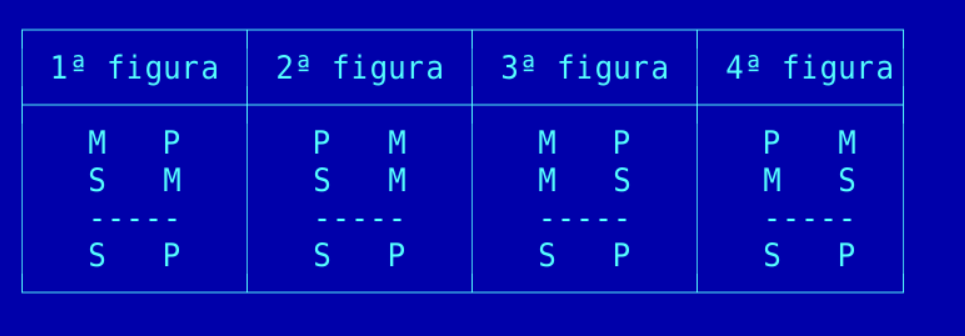 1ª figura 2ª figura 3ª figura 4ª figura
M P P M M P P M
S M S M M S M S
----- ----- ----- -----
S P S P S P S P